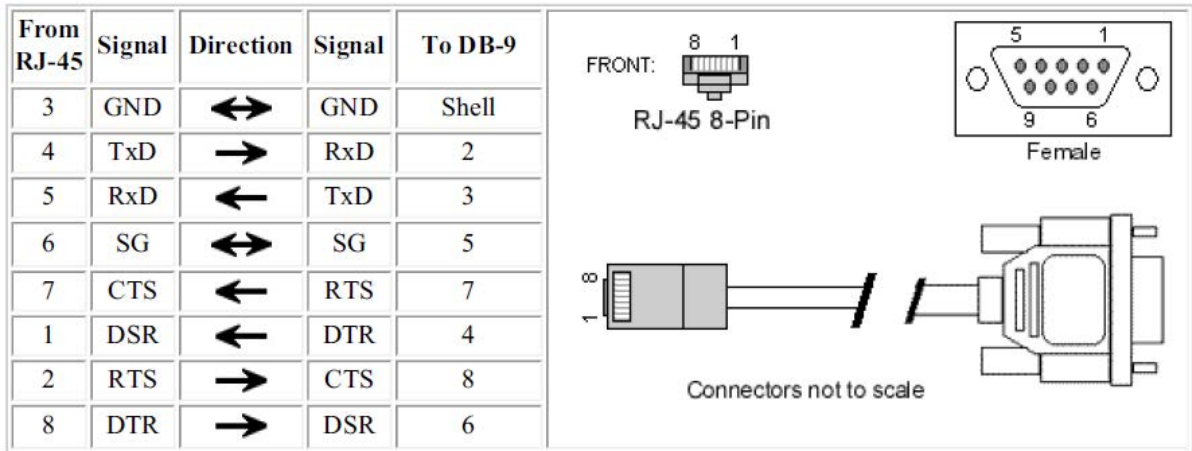 From RJ-45 Signal Direction Signal To DB-9
3 GND ↔ GND Shell
4 TxD → RxD 2
5 RxD ← TxD 3
6 SG ↔ SG 5
7 CTS ← RTS 7
1 DSR ← DTR 4
2 RTS → CTS 8
8 DTR → DSR 6
8 1
FRONT:
RJ-45 8-Pin
5 1
9 6
Female
8
1
Connectors not to scale